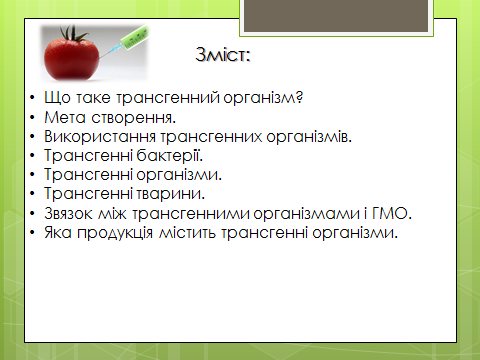 Зміст:
• Що таке трансгенний організм?
• Мета створення.
• Використання трансгенних організмів.
• Трансгенні бактерії.
• Трансгенні організми.
• Трансгенні тварини.
• Звязок між трансгенними організмами і ГМО.
• Яка продукція містить трансгенні організми.